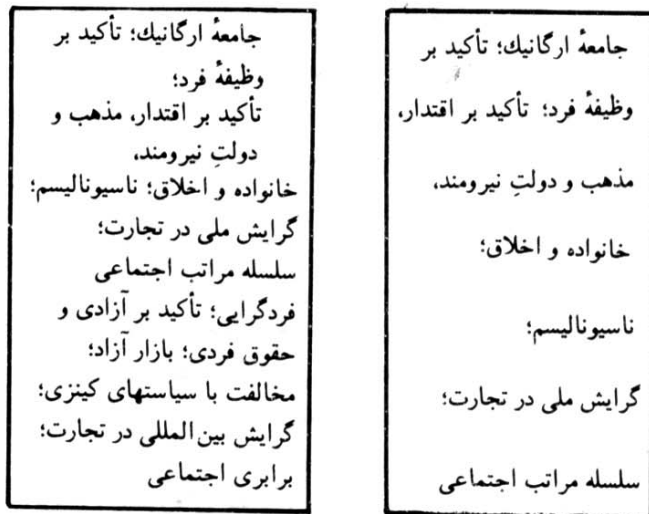 جامعهٔ ارگانیك؛ تأکید بر
وظیفهٔ فرد؛ تأکید بر اقتدار،
مذهب و دولتِ نیرومند،
خانواده و اخلاق؛
ناسیونالیسم؛
گرایش ملی در تجارت؛
سلسله مراتب اجتماعی
جامعهٔ ارگانیك؛ تأکید بر
وظیفهٔ فرد؛
تأکید بر اقتدار، مذهب و
دولتِ نیرومند،
خانواده و اخلاق؛ ناسیونالیسم؛
گرایش ملی در تجارت؛
سلسله مراتب اجتماعی
فردگرایی؛ تأکید بر آزادی و
حقوق فردی؛ بازار آزاد؛
مخالفت با سیاستهای کینزی؛
گرایش بین‌المللی در تجارت؛
برابری اجتماعی